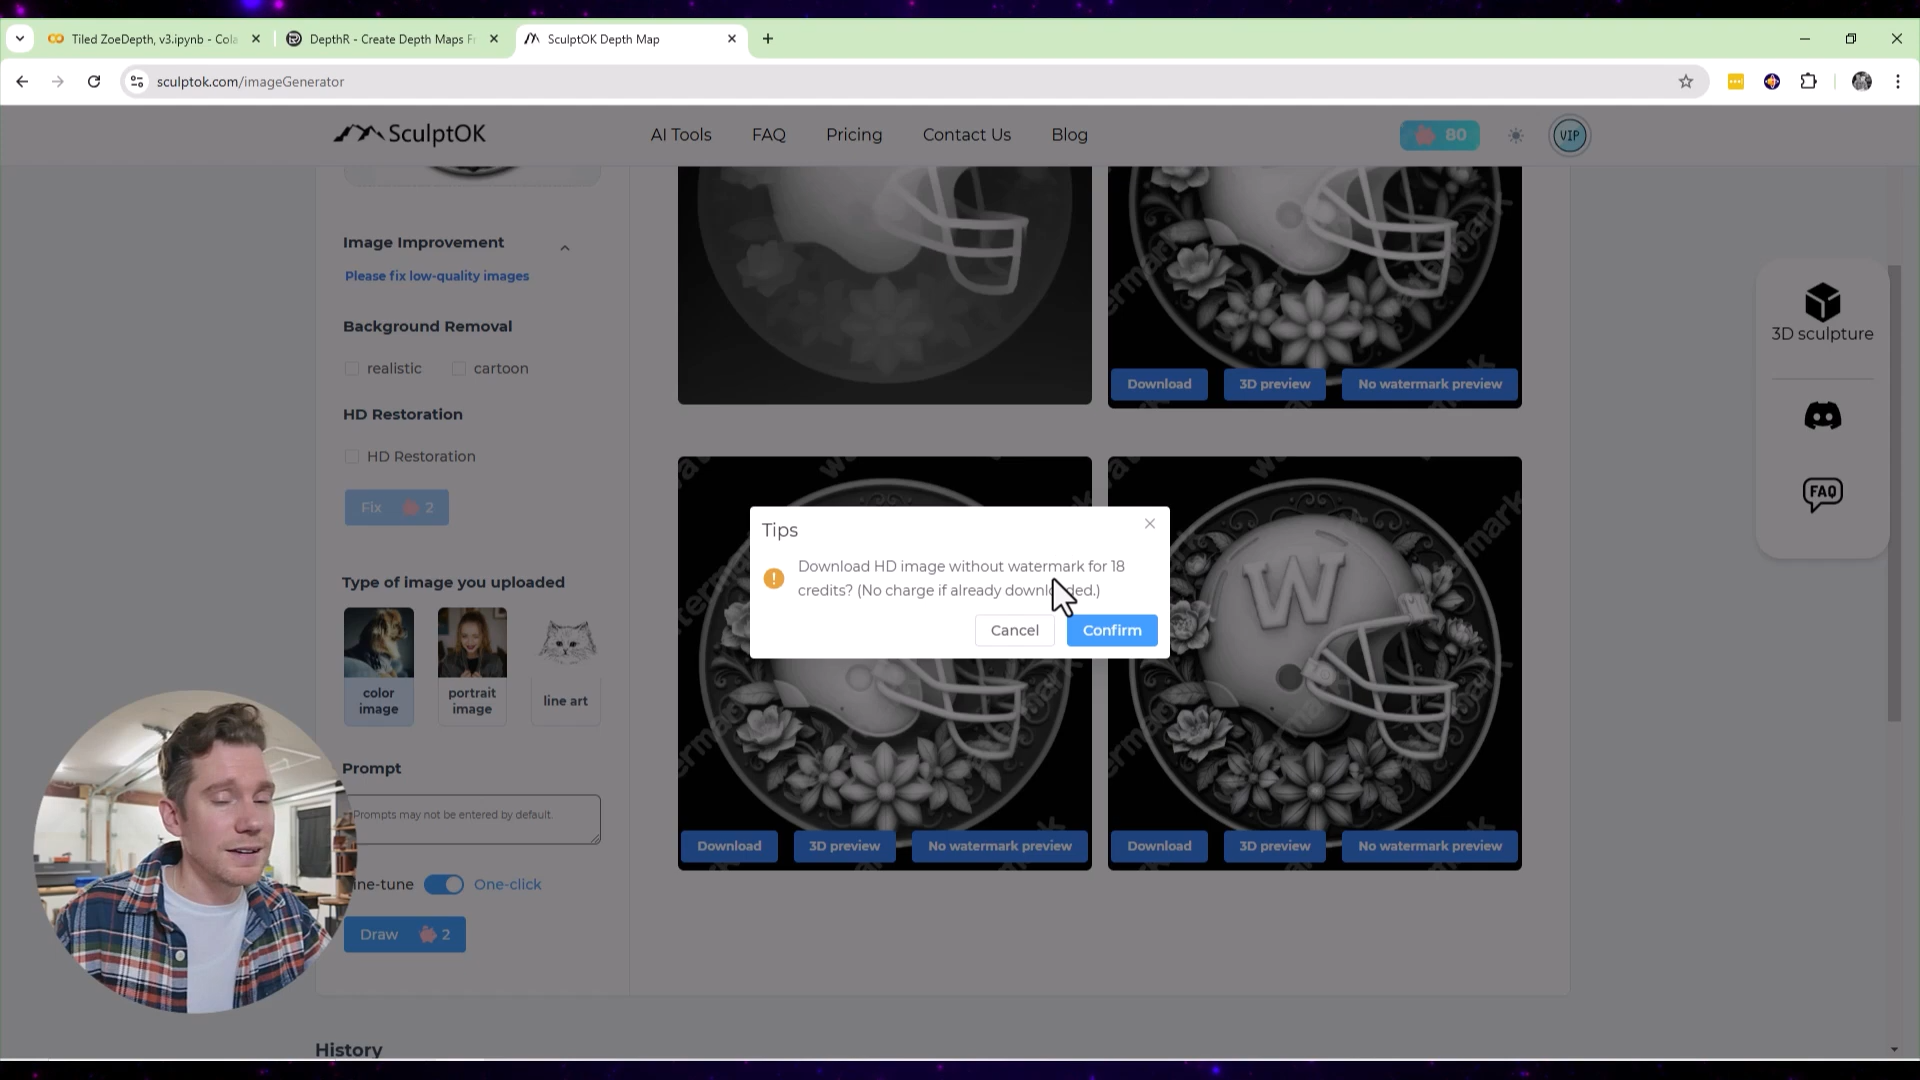 Tiled ZoeDepth, v3.ipynb - Cola
DepthR - Create Depth Maps Fr
SculptOK Depth Map
sculptok.com/imageGenerator
SculptOK
AI Tools
FAQ
Pricing
Contact Us
Blog
80
VIP
Image Improvement
Please fix low-quality images
Background Removal
realistic
cartoon
HD Restoration
HD Restoration
Fix 2
Type of image you uploaded
color image
portrait image
line art
Prompt
Prompts may not be entered by default.
ine-tune
One-click
Draw 2
History
Download
3D preview
No watermark preview
Tips
Download HD image without watermark for 18
credits? (No charge if already downloaded.)
Cancel
Confirm
W
Download
3D preview
No watermark preview
Download
3D preview
No watermark preview
3D sculpture
FAQ